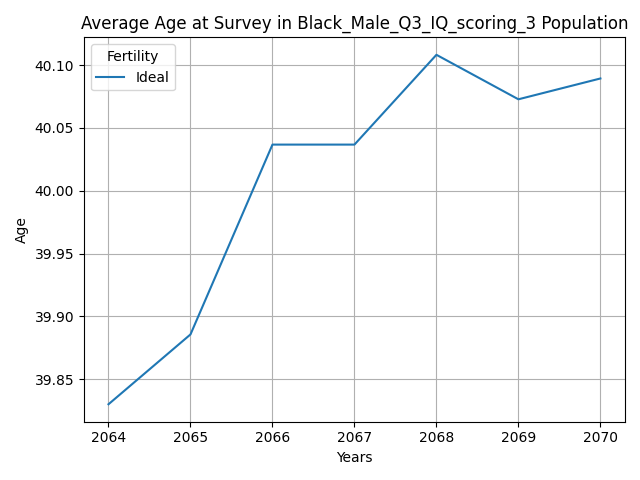 Average Age at Survey in Black_Male_Q3_IQ_scoring_3 Population
Fertility
Ideal
40.10
40.05
40.00
39.95
39.90
39.85
Age
2064 2065 2066 2067 2068 2069 2070
Years